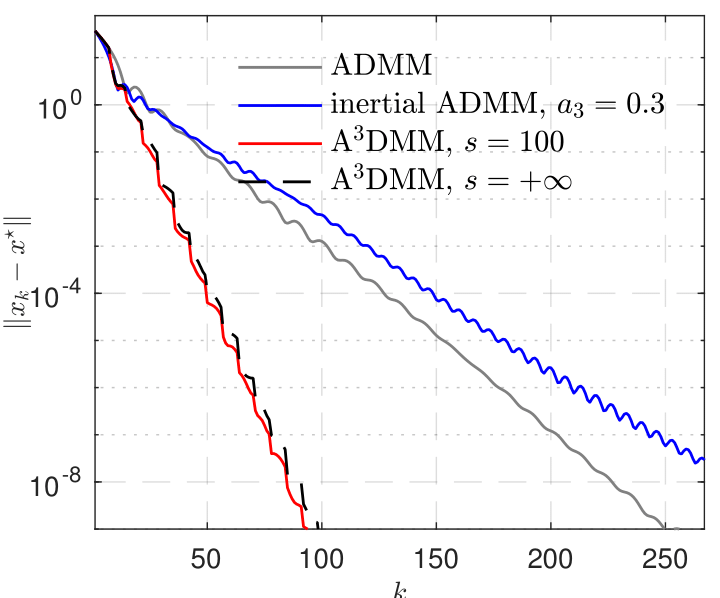 ADMM
inertial ADMM, a₃ = 0.3
A³DMM, s = 100
A³DMM, s = +∞
10⁰
10⁻⁴
10⁻⁸
‖xₖ − x⋆‖
50 100 150 200 250
k